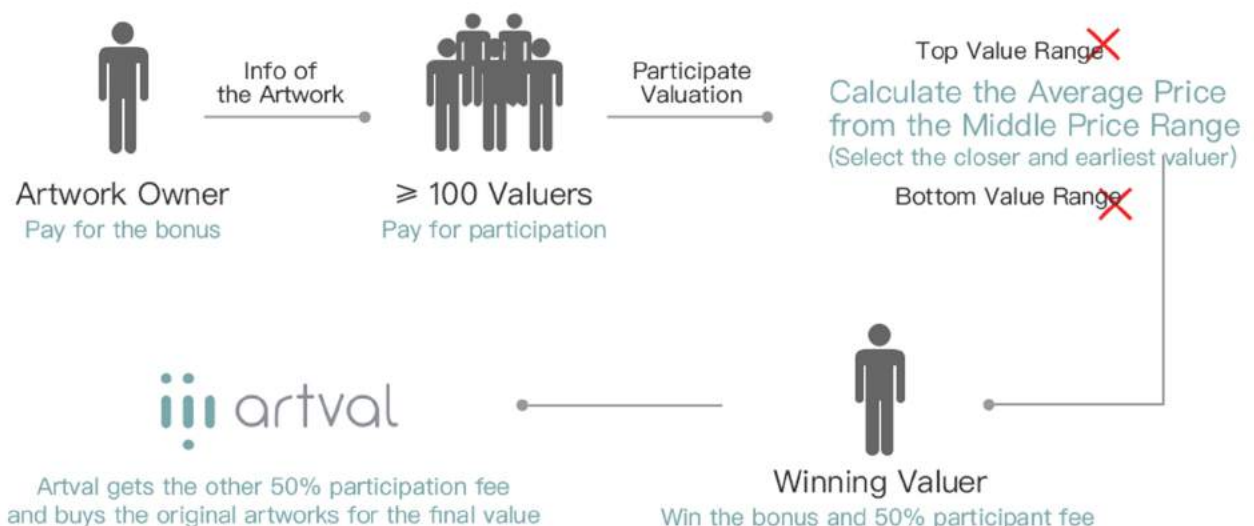 Info of
the Artwork
Participate
Valuation
Top Value Range
Calculate the Average Price
from the Middle Price Range
(Select the closer and earliest valuer)
Bottom Value Range
Artwork Owner
Pay for the bonus
≥ 100 Valuers
Pay for participation
artval
Artval gets the other 50% participation fee
and buys the original artworks for the final value
Winning Valuer
Win the bonus and 50% participant fee